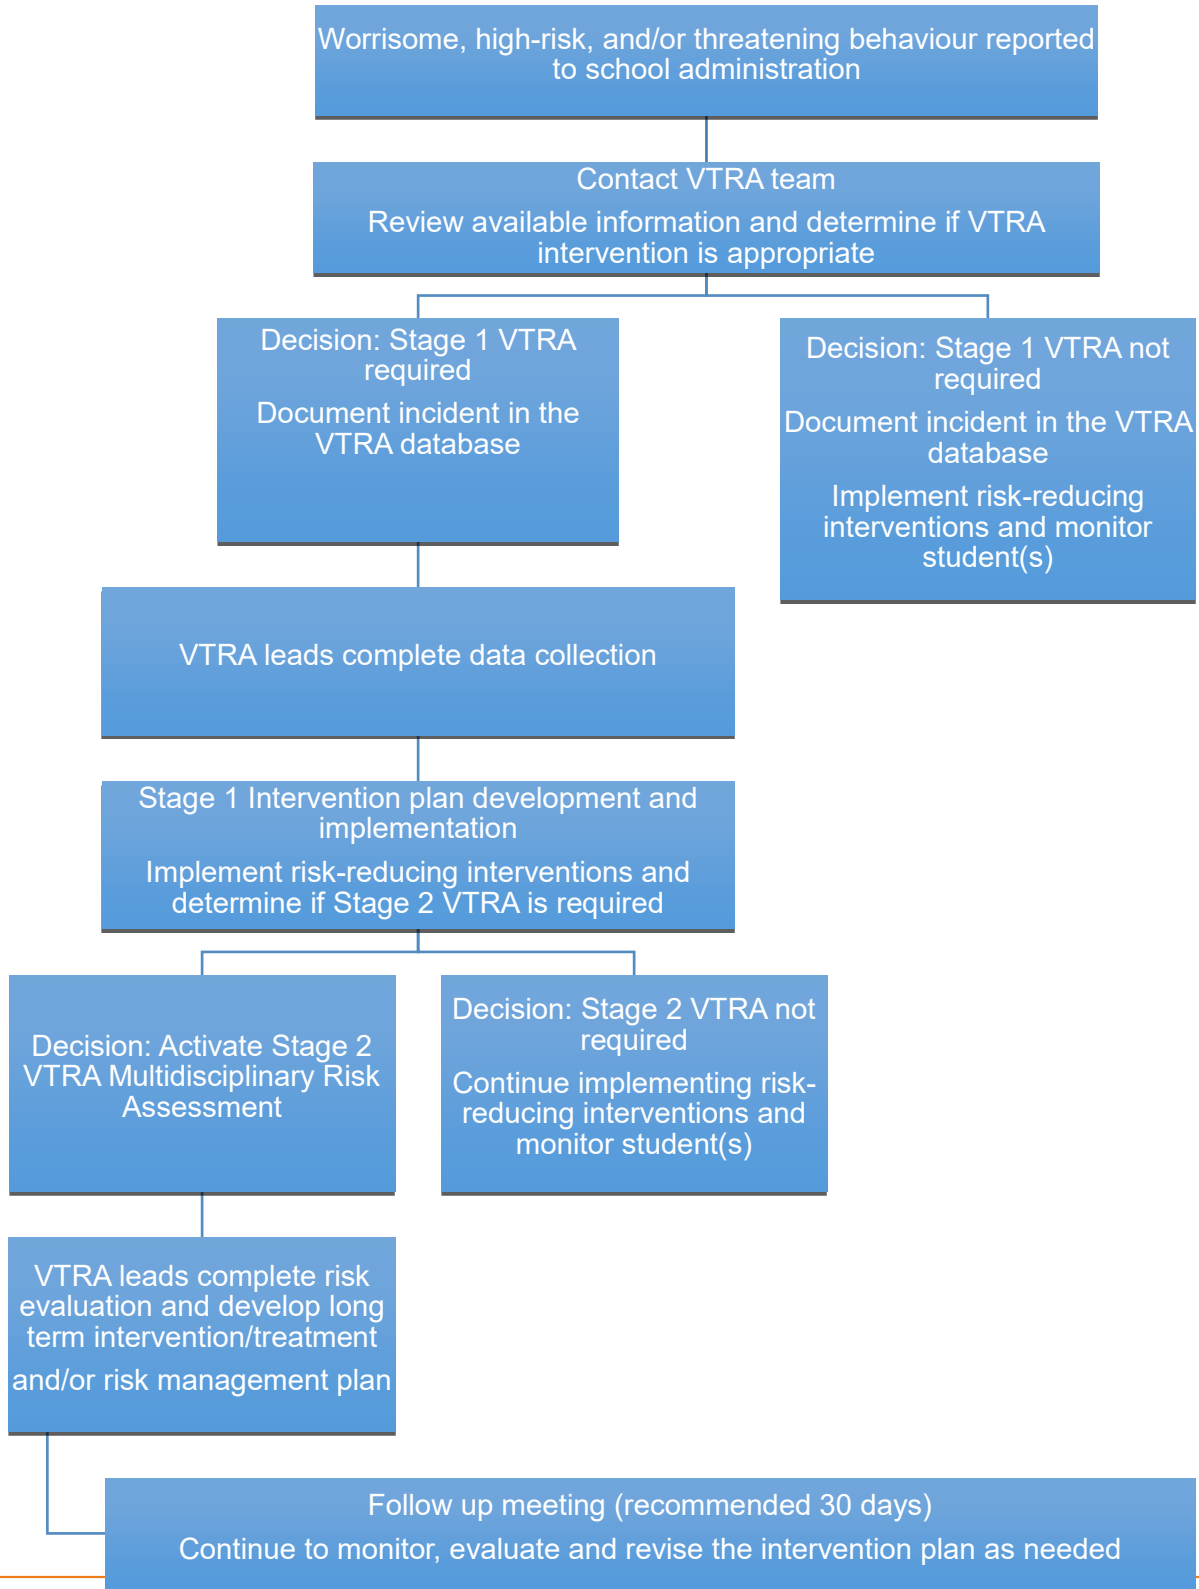 Worrisome, high-risk, and/or threatening behaviour reported
to school administration
Contact VTRA team
Review available information and determine if VTRA
intervention is appropriate
Decision: Stage 1 VTRA
required
Document incident in the
VTRA database
Decision: Stage 1 VTRA not
required
Document incident in the VTRA
database
Implement risk-reducing
interventions and monitor
student(s)
VTRA leads complete data collection
Stage 1 Intervention plan development and
implementation
Implement risk-reducing interventions and
determine if Stage 2 VTRA is required
Decision: Activate Stage 2
VTRA Multidisciplinary Risk
Assessment
Decision: Stage 2 VTRA not
required
Continue implementing risk-
reducing interventions and
monitor student(s)
VTRA leads complete risk
evaluation and develop long
term intervention/treatment
and/or risk management plan
Follow up meeting (recommended 30 days)
Continue to monitor, evaluate and revise the intervention plan as needed